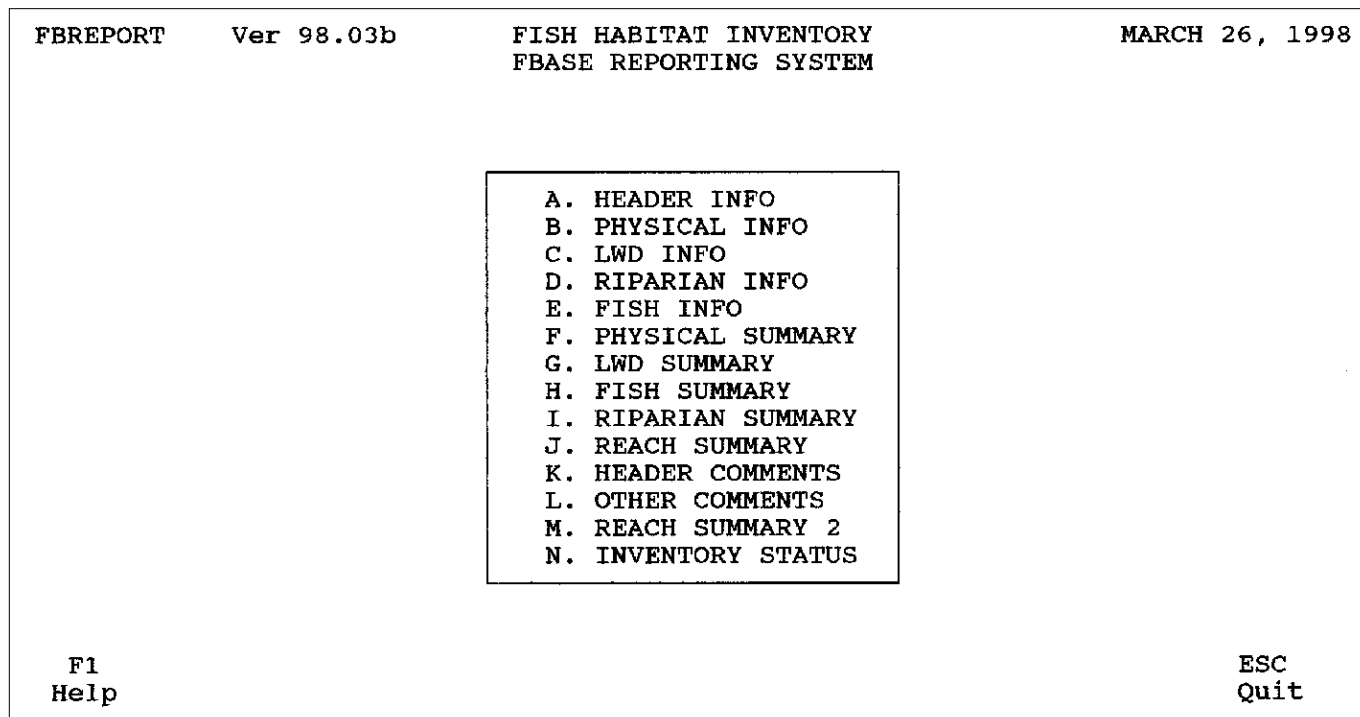 FBREPORT Ver 98.03b FISH HABITAT INVENTORY MARCH 26, 1998
FBASE REPORTING SYSTEM
A. HEADER INFO
B. PHYSICAL INFO
C. LWD INFO
D. RIPARIAN INFO
E. FISH INFO
F. PHYSICAL SUMMARY
G. LWD SUMMARY
H. FISH SUMMARY
I. RIPARIAN SUMMARY
J. REACH SUMMARY
K. HEADER COMMENTS
L. OTHER COMMENTS
M. REACH SUMMARY 2
N. INVENTORY STATUS
F1 ESC
Help Quit